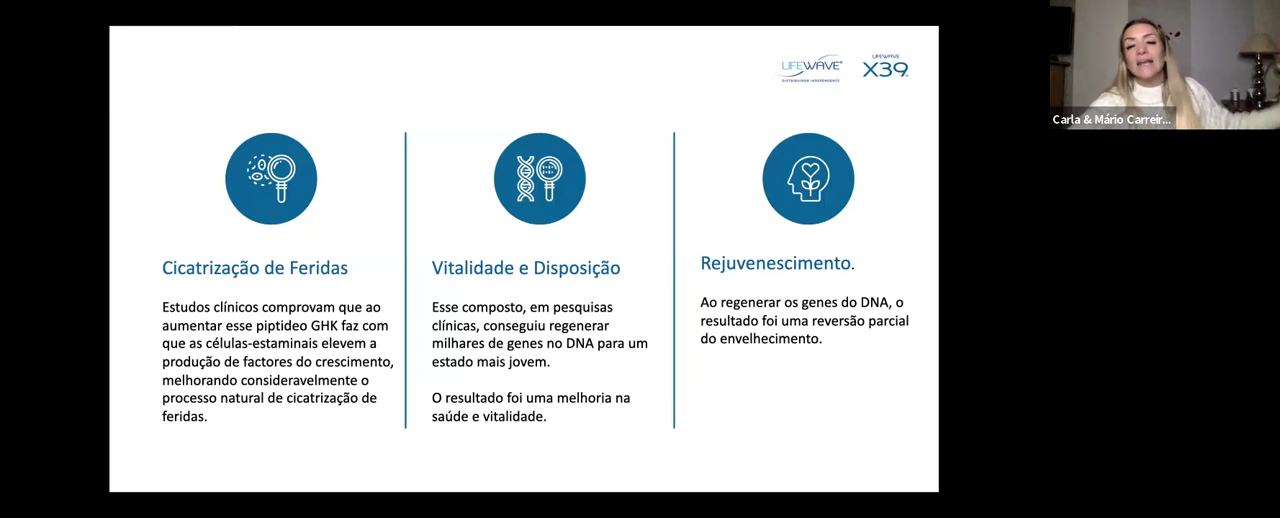 LIFEWAVE
DISTRIBUIDOR INDEPENDENTE
LIFEWAVE
X39
Carla & Mário Carreir...
Cicatrização de Feridas
Estudos clínicos comprovam que ao
aumentar esse piptideo GHK faz com
que as células-estaminais elevem a
produção de factores do crescimento,
melhorando consideravelmente o
processo natural de cicatrização de
feridas.
Vitalidade e Disposição
Esse composto, em pesquisas
clínicas, conseguiu regenerar
milhares de genes no DNA para um
estado mais jovem.
O resultado foi uma melhoria na
saúde e vitalidade.
Rejuvenescimento.
Ao regenerar os genes do DNA, o
resultado foi uma reversão parcial
do envelhecimento.